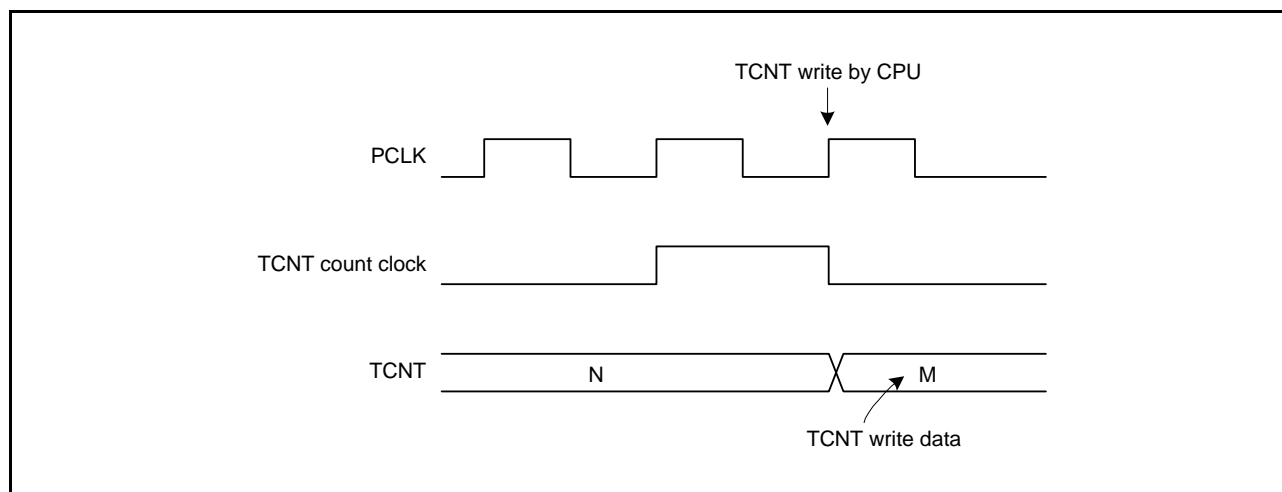 TCNT write by CPU
PCLK
TCNT count clock
TCNT
N
M
TCNT write data